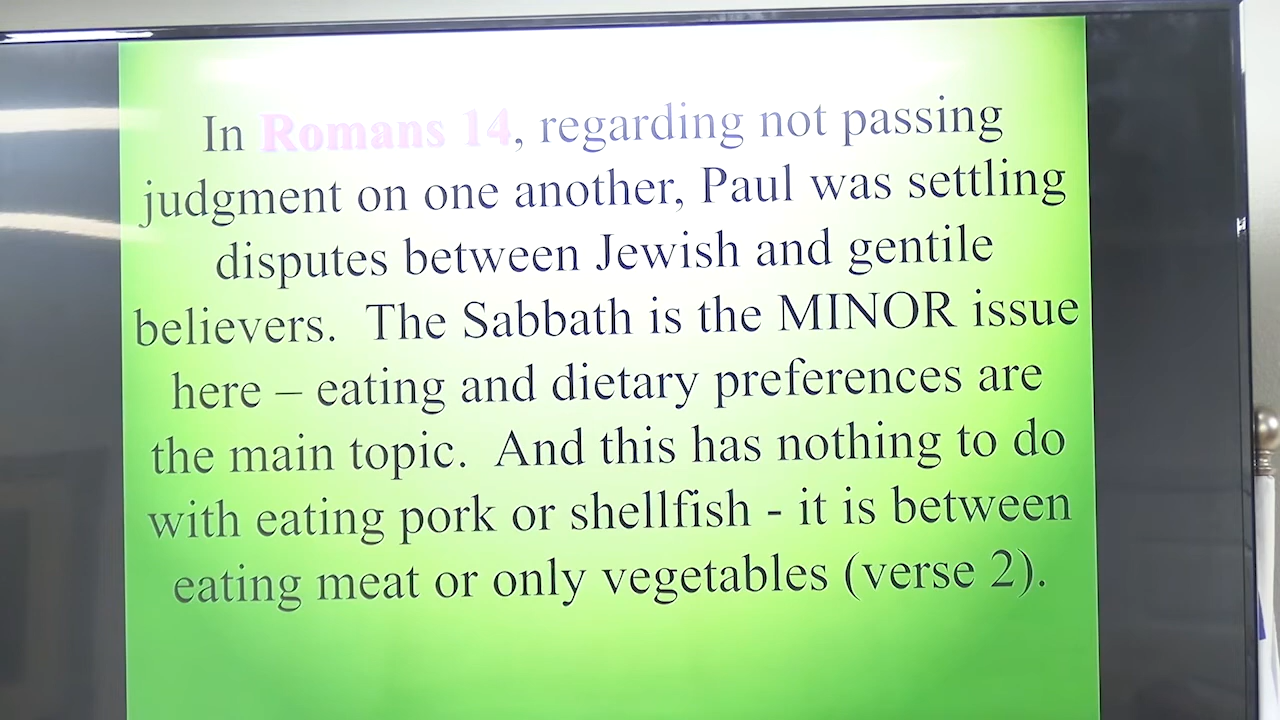 In Romans 14, regarding not passing
judgment on one another, Paul was settling
disputes between Jewish and gentile
believers.  The Sabbath is the MINOR issue
here – eating and dietary preferences are
the main topic.  And this has nothing to do
with eating pork or shellfish - it is between
eating meat or only vegetables (verse 2).